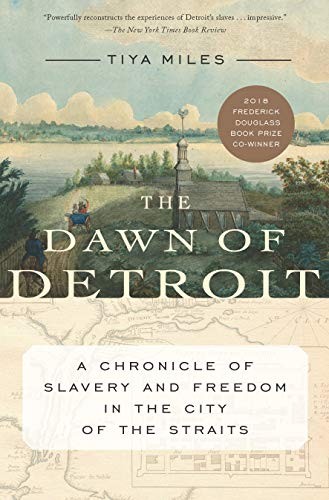 "Powerfully reconstructs the experiences of Detroit's slaves . . . impressive."
—The New York Times Book Review
TIYA MILES
2018
FREDERICK
DOUGLASS
BOOK PRIZE
CO-WINNER
THE
DAWN OF
DETROIT
A CHRONICLE OF
SLAVERY AND FREEDOM
IN THE CITY
OF THE STRAITS